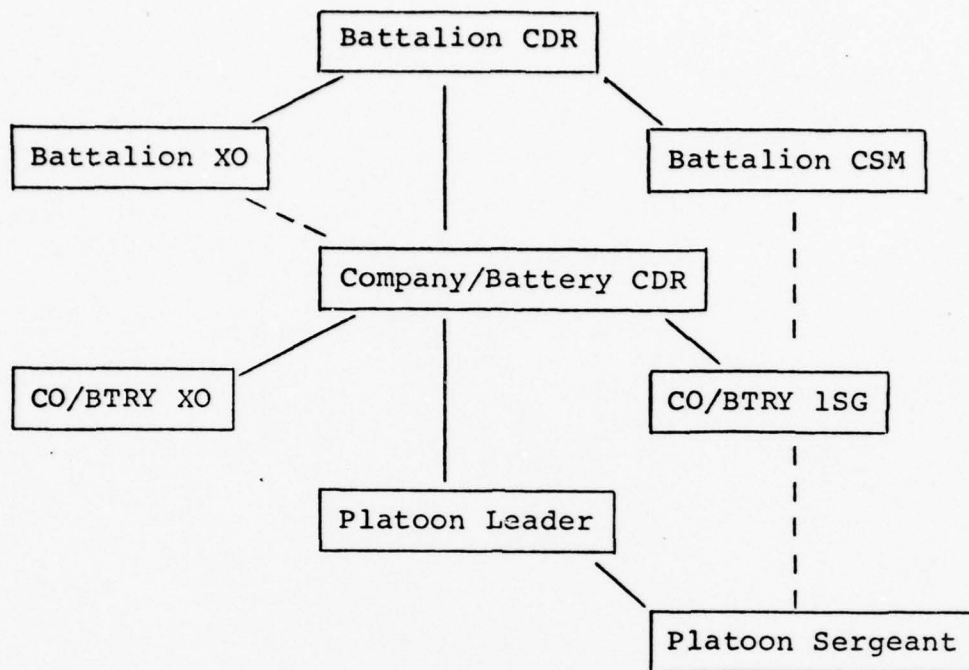 Battalion CDR
Battalion XO
Battalion CSM
Company/Battery CDR
CO/BTRY XO
CO/BTRY 1SG
Platoon Leader
Platoon Sergeant